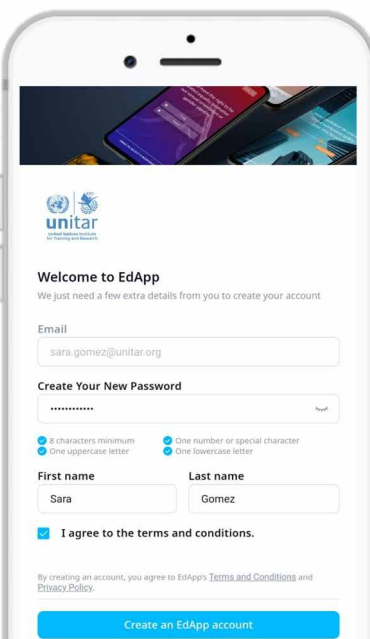 unitar
United Nations Institute
for Training and Research
Welcome to EdApp
We just need a few extra details from you to create your account
Email
sara.gomez@unitar.org
Create Your New Password
••••••••••••
8 characters minimum One number or special character
One uppercase letter One lowercase letter
First name Last name
Sara Gomez
I agree to the terms and conditions.
By creating an account, you agree to EdApp's Terms and Conditions and
Privacy Policy.
Create an EdApp account